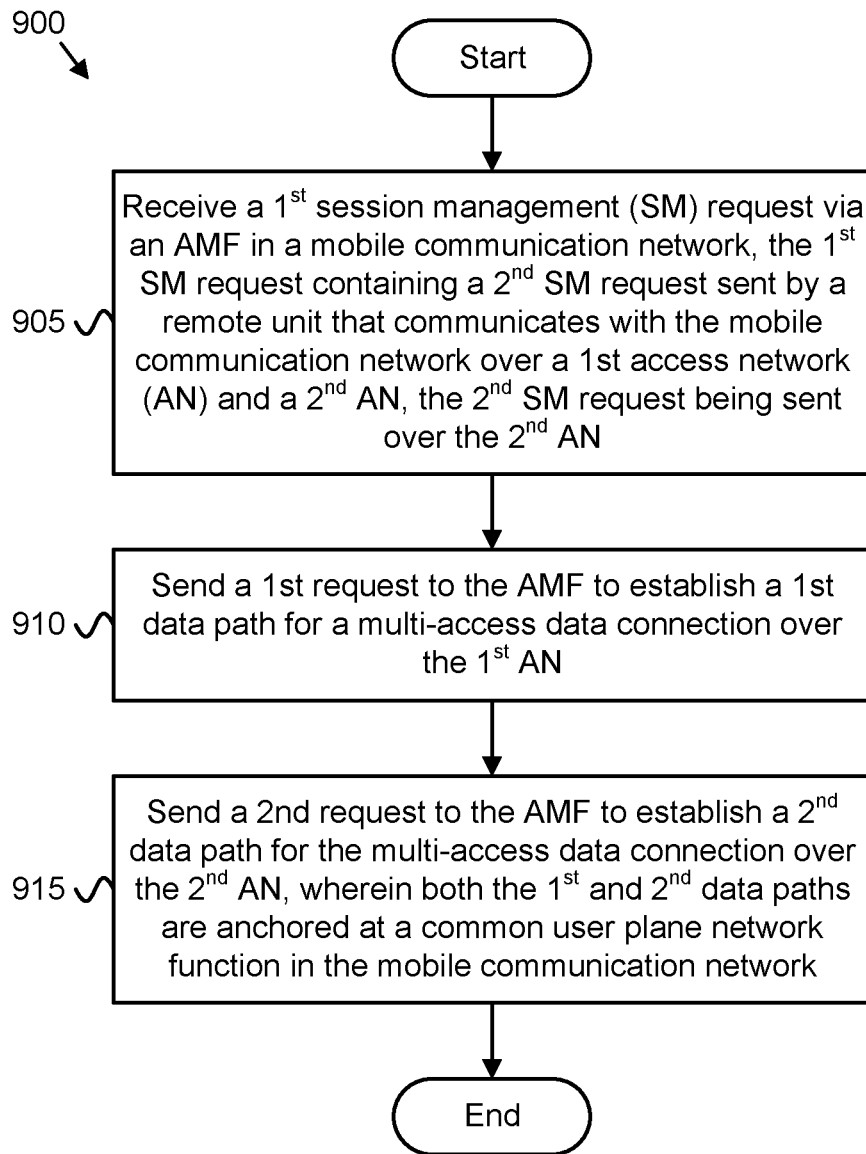 900
Start
Receive a 1st session management (SM) request via
an AMF in a mobile communication network, the 1st
SM request containing a 2nd SM request sent by a
remote unit that communicates with the mobile
communication network over a 1st access network
(AN) and a 2nd AN, the 2nd SM request being sent
over the 2nd AN
905
Send a 1st request to the AMF to establish a 1st
data path for a multi-access data connection over
the 1st AN
910
Send a 2nd request to the AMF to establish a 2nd
data path for the multi-access data connection over
the 2nd AN, wherein both the 1st and 2nd data paths
are anchored at a common user plane network
function in the mobile communication network
915
End